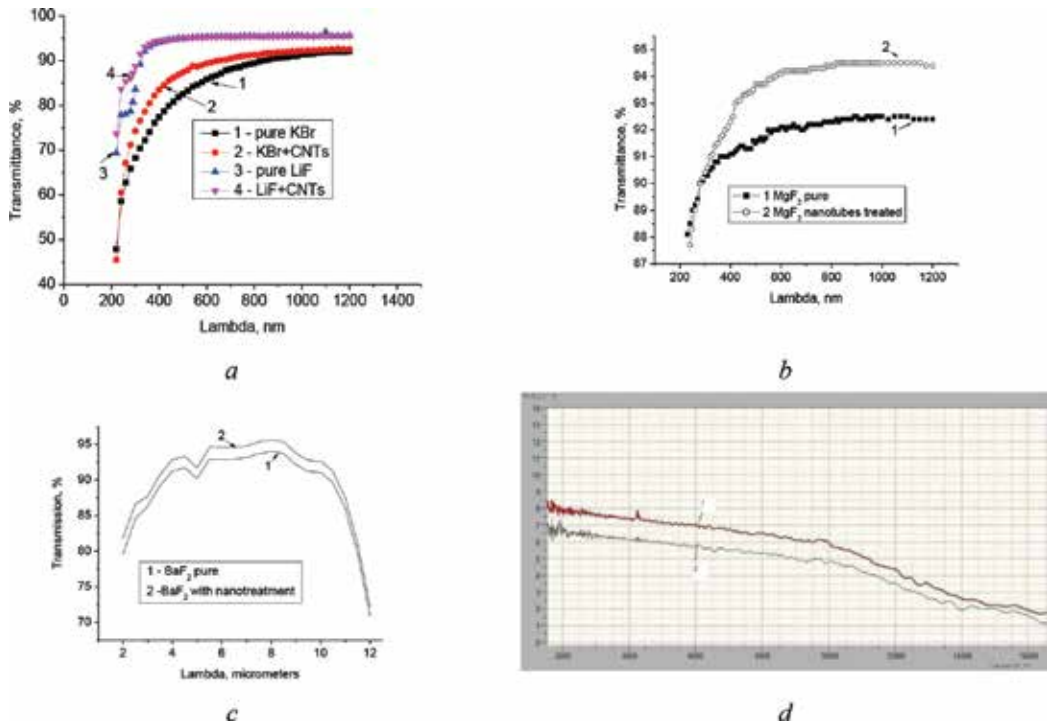 100
90
80
70
60
50
40
Transmittance, %
0 200 400 600 800 1000 1200 1400
Lambda, nm
4
3
2
1
1 - pure KBr
2 - KBr+CNTs
3 - pure LiF
4 - LiF+CNTs
a
96
95
94
93
92
91
90
89
88
87
Transmittance, %
200 400 600 800 1000 1200
Lambda, nm
2
1
1 MgF2 pure
2 MgF2 nanotubes treated
b
95
90
85
80
75
70
Transmission, %
2 4 6 8 10 12
Lambda, micrometers
2
1
1 - BaF2 pure
2 -BaF2 with nanotreatment
c
d